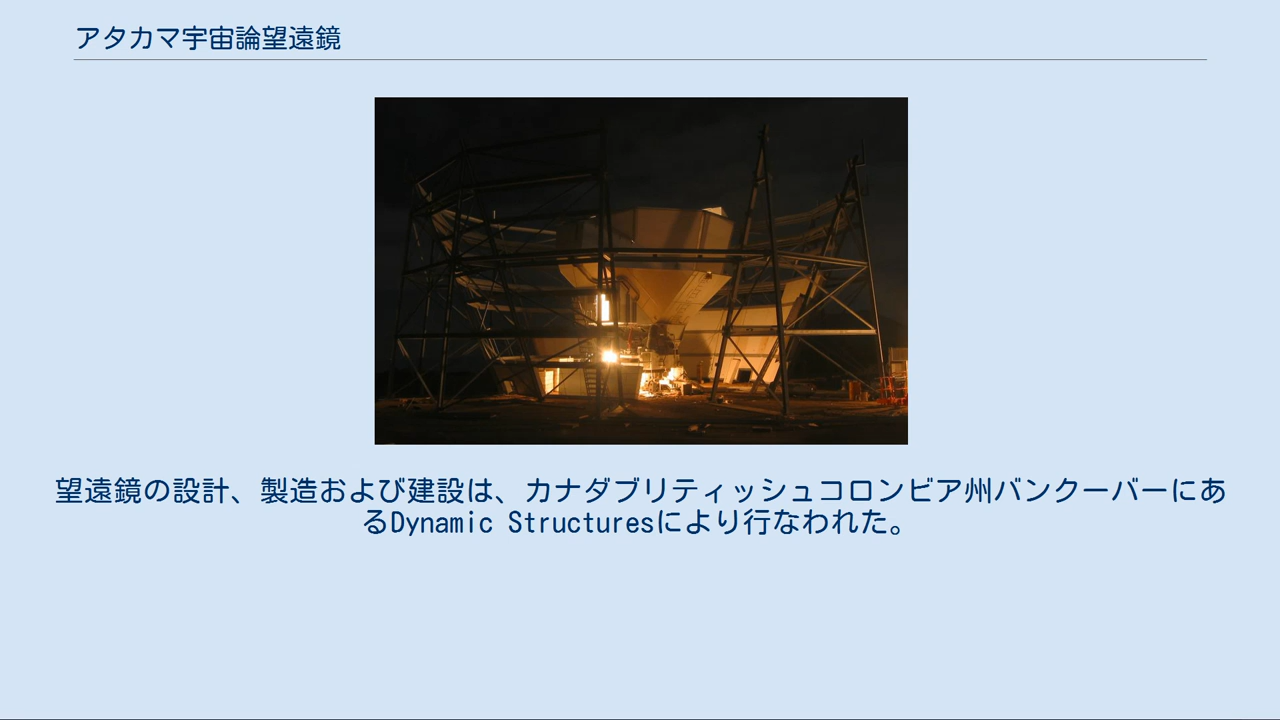 アタカマ宇宙論望遠鏡
望遠鏡の設計、製造および建設は、カナダブリティッシュコロンビア州バンクーバーにあ
るDynamic Structuresにより行なわれた。